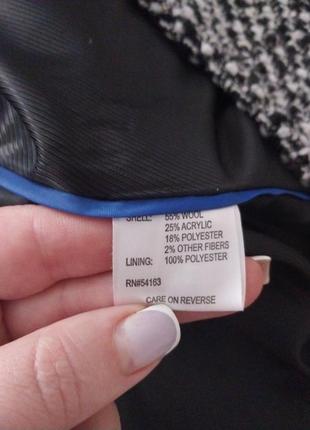 SHELL: 55% WOOL
25% ACRYLIC
18% POLYESTER
2% OTHER FIBERS
LINING: 100% POLYESTER
RN#54163
CARE ON REVERSE